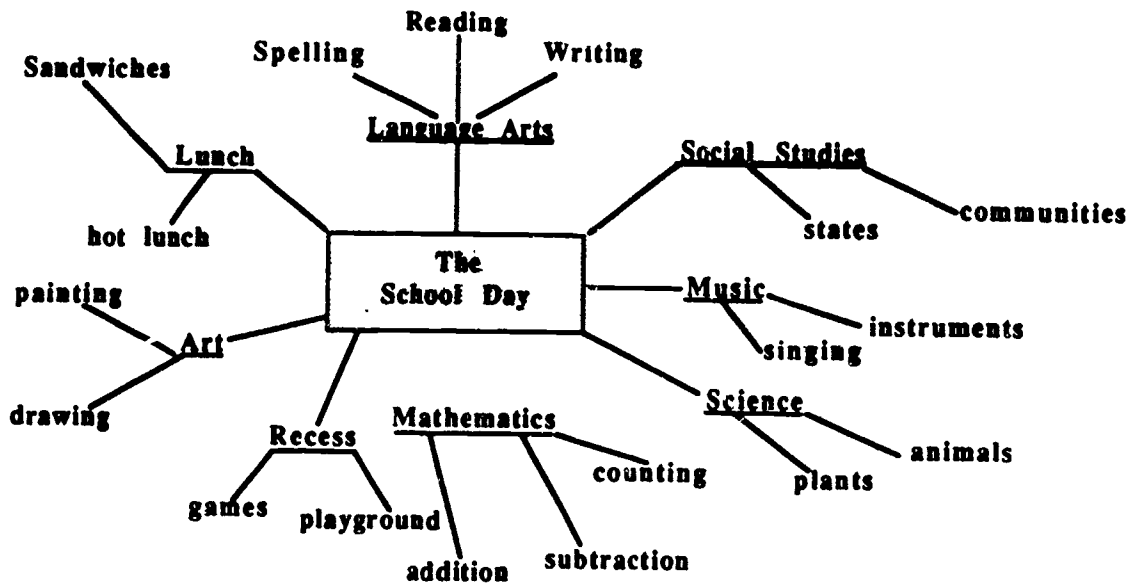 Reading
Spelling
Writing
Sandwiches
Language Arts
Lunch
Social Studies
hot lunch
states
communities
The
School Day
painting
Music
instruments
Art
singing
drawing
Science
Mathematics
Recess
animals
counting
plants
games
playground
subtraction
addition